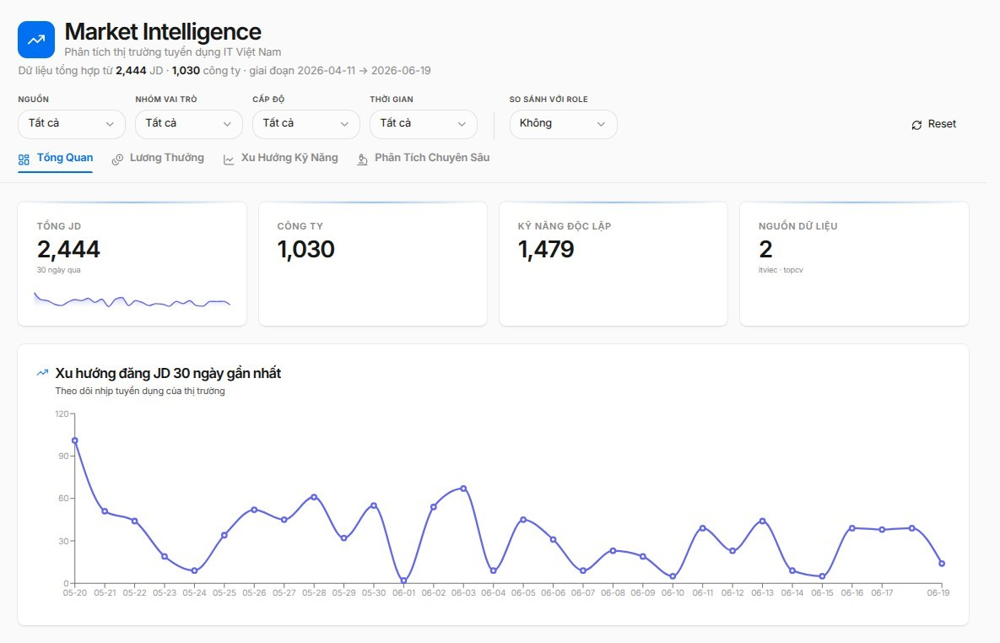 Market Intelligence
Phân tích thị trường tuyển dụng IT Việt Nam
Dữ liệu tổng hợp từ 2,444 JD · 1,030 công ty · giai đoạn 2026-04-11 → 2026-06-19
NGUỒN NHÓM VAI TRÒ CẤP ĐỘ THỜI GIAN SO SÁNH VỚI ROLE
Tất cả Tất cả Tất cả Tất cả Không Reset
Tổng Quan Lương Thưởng Xu Hướng Kỹ Năng Phân Tích Chuyên Sâu
TỔNG JD CÔNG TY KỸ NĂNG ĐỘC LẬP NGUỒN DỮ LIỆU
2,444 1,030 1,479 2
30 ngày qua itviec · topcv
Xu hướng đăng JD 30 ngày gần nhất
Theo dõi nhịp tuyển dụng của thị trường
120
90
60
30
0
05-20 05-21 05-22 05-23 05-24 05-25 05-26 05-27 05-28 05-29 05-30 06-01 06-02 06-03 06-04 06-05 06-06 06-07 06-08 06-09 06-10 06-11 06-12 06-13 06-14 06-15 06-16 06-17 06-19